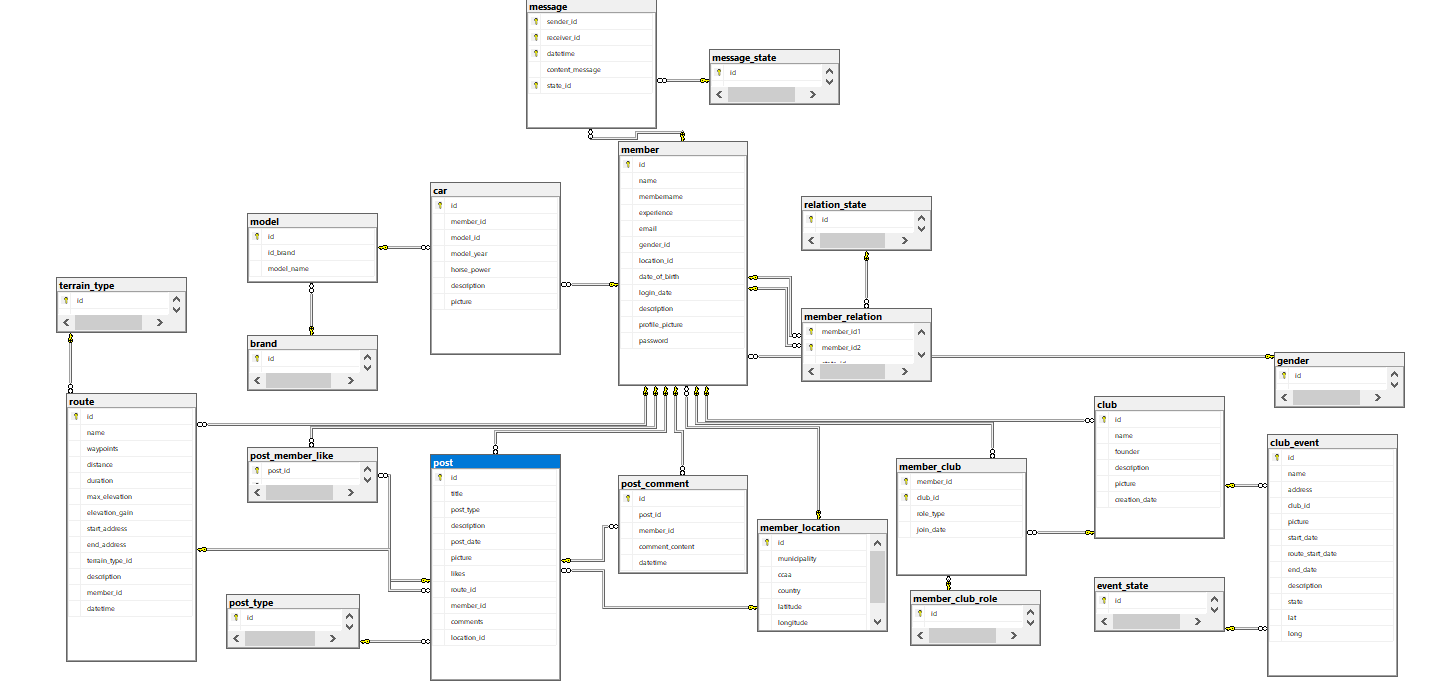 message
sender_id
receiver_id
datetime
content_message
state_id
message_state
id
member
id
name
membername
experience
email
gender_id
location_id
date_of_birth
login_date
description
profile_picture
password
car
id
member_id
model_id
model_year
horse_power
description
picture
relation_state
id
model
id
id_brand
model_name
terrain_type
id
member_relation
member_id1
member_id2
brand
id
gender
id
route
id
name
waypoints
distance
duration
max_elevation
elevation_gain
start_address
end_address
terrain_type_id
description
member_id
datetime
club
id
name
founder
description
picture
creation_date
club_event
id
name
address
club_id
picture
start_date
route_start_date
end_date
description
state
lat
long
post_member_like
post_id
post
id
title
post_type
description
post_date
picture
likes
route_id
member_id
comments
location_id
member_club
member_id
club_id
role_type
join_date
post_comment
id
post_id
member_id
comment_content
datetime
member_location
id
municipality
ccaa
country
latitude
longitude
event_state
id
member_club_role
id
post_type
id